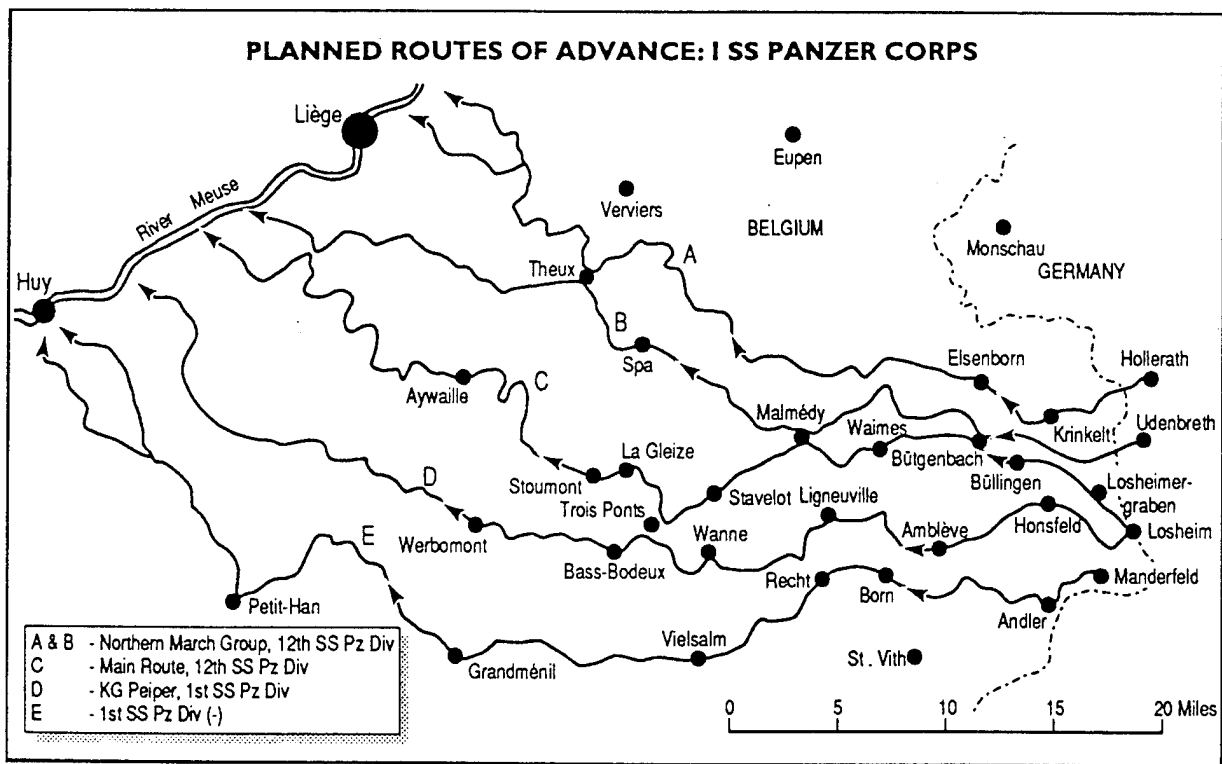 PLANNED ROUTES OF ADVANCE: I SS PANZER CORPS
Liège
Eupen
River Meuse
Verviers
BELGIUM
Monschau
GERMANY
Theux
A
Huy
B
Spa
Elsenborn
Hollerath
Aywaille
C
Malmédy
Waimes
Krinkelt
Udenbreth
La Gleize
Bütgenbach
Büllingen
Stoumont
Stavelot
Ligneuville
Losheimer-
graben
D
Trois Ponts
Wanne
Amblève
Honsfeld
Losheim
Werbomont
E
Bass-Bodeux
Recht
Born
Manderfeld
Petit-Han
Andler
Vielsalm
St . Vith
Grandménil
A & B - Northern March Group, 12th SS Pz Div
C - Main Route, 12th SS Pz Div
D - KG Peiper, 1st SS Pz Div
E - 1st SS Pz Div (-)
0 5 10 15 20 Miles